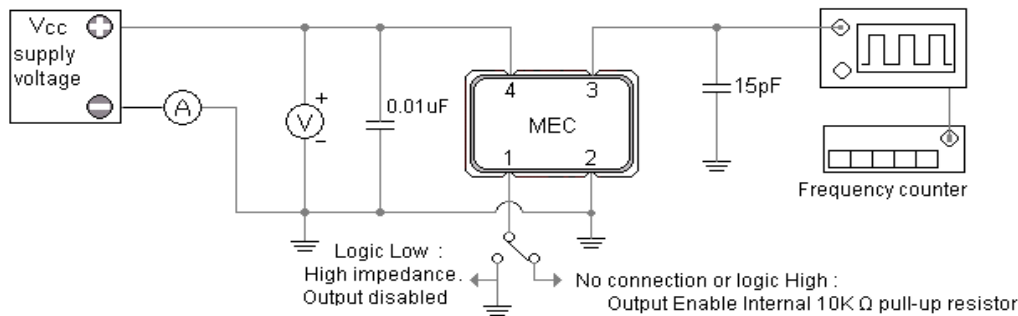 Vcc
supply
voltage
A
V
+
−
0.01uF
4 3
MEC
1 2
15pF
Frequency counter
Logic Low :
High impedance.
Output disabled
No connection or logic High :
Output Enable Internal 10K Ω pull-up resistor